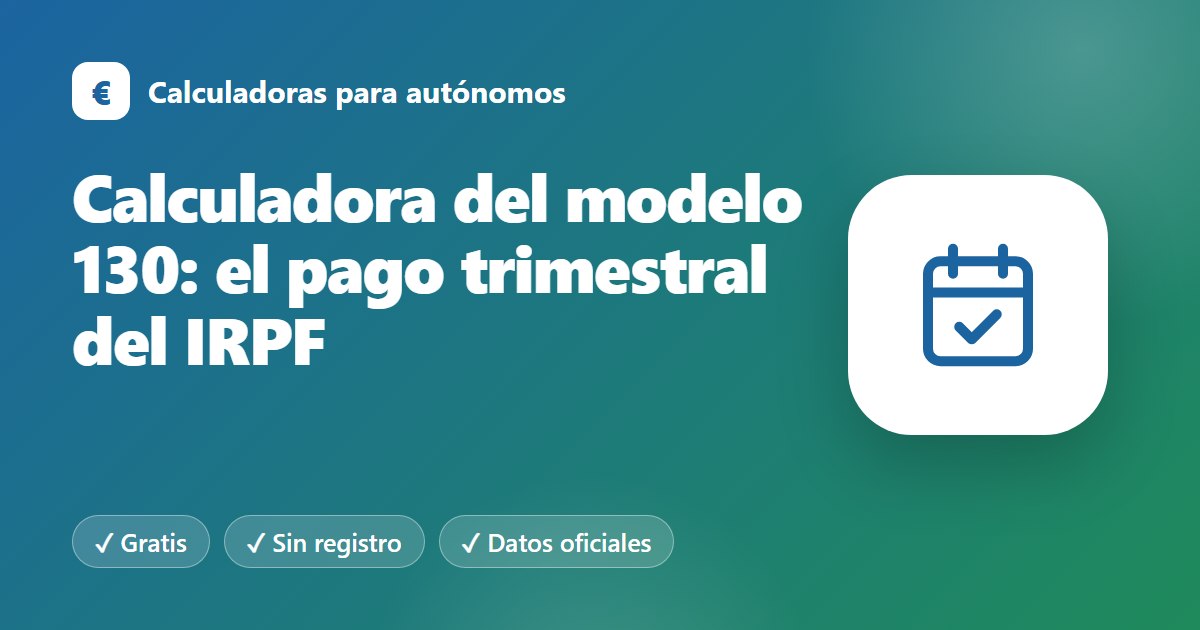 €
Calculadoras para autónomos
Calculadora del modelo
130: el pago trimestral
del IRPF
✓ Gratis
✓ Sin registro
✓ Datos oficiales